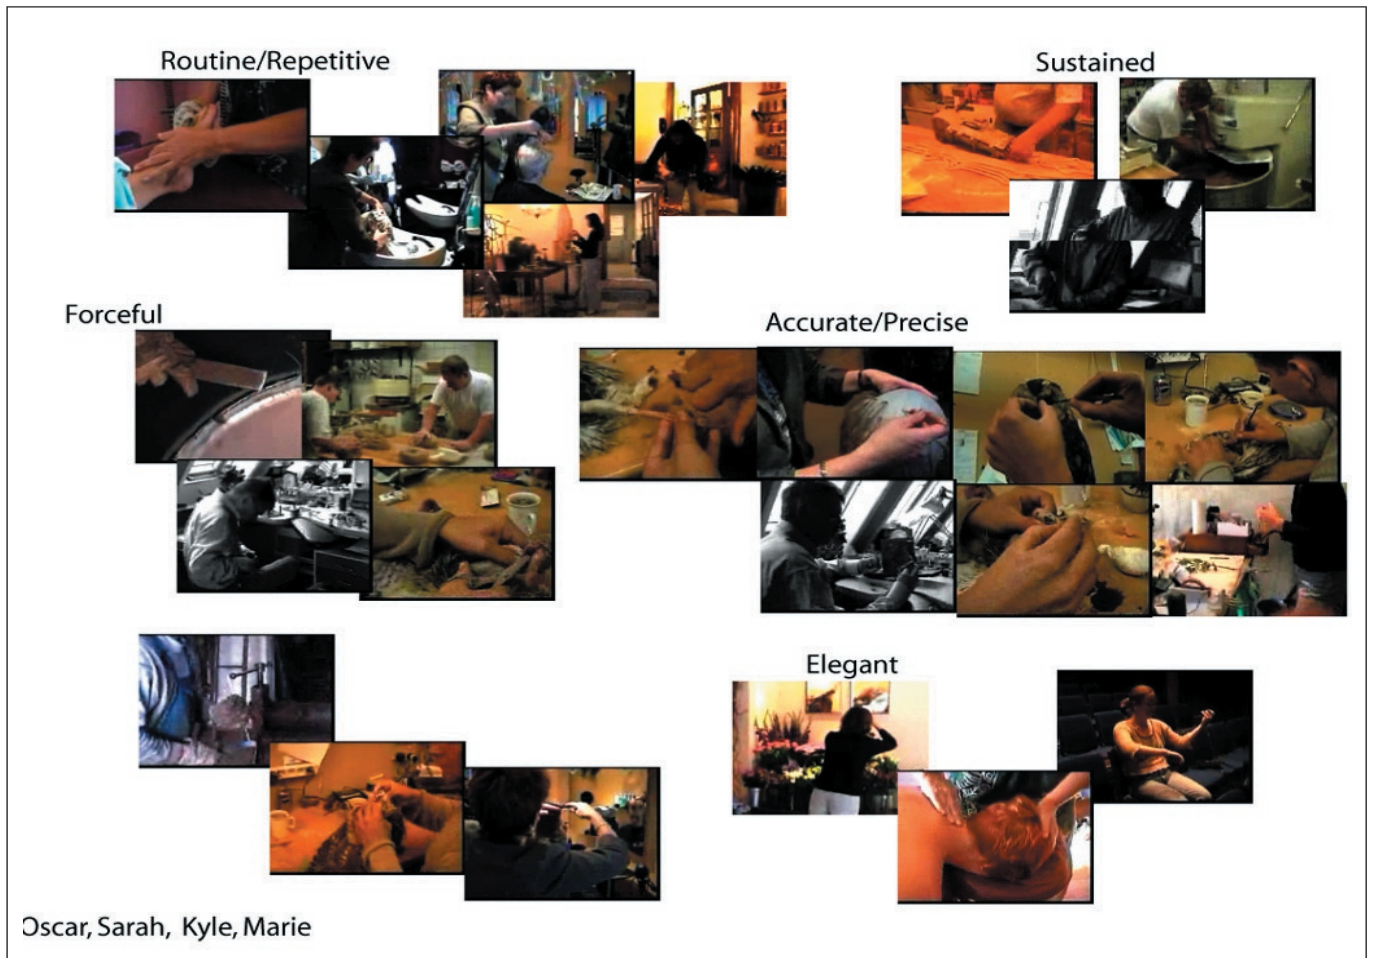 Routine/Repetitive
Sustained
Forceful
Accurate/Precise
Elegant
Oscar, Sarah, Kyle, Marie